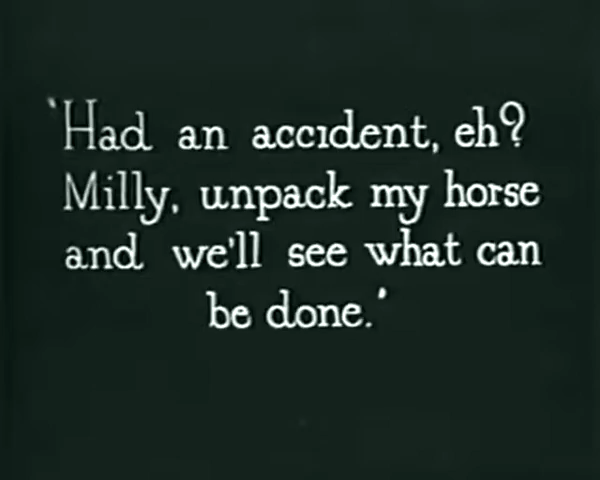 'Had an accident, eh?
Milly, unpack my horse
and we'll see what can
be done.'